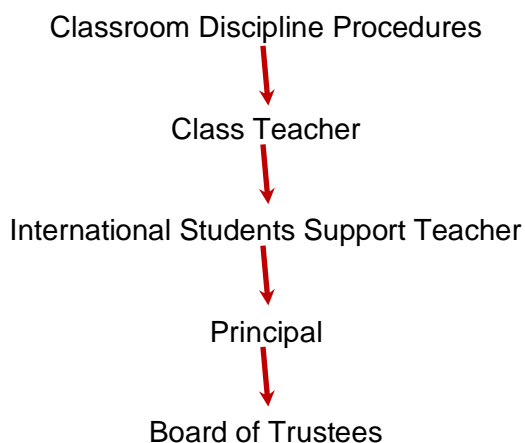 Classroom Discipline Procedures
Class Teacher
International Students Support Teacher
Principal
Board of Trustees